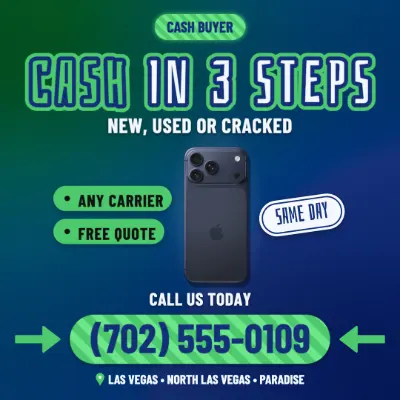 CASH BUYER
CASH IN 3 STEPS
NEW, USED OR CRACKED
• ANY CARRIER
• FREE QUOTE
SAME DAY
CALL US TODAY
(702) 555-0109
LAS VEGAS • NORTH LAS VEGAS • PARADISE